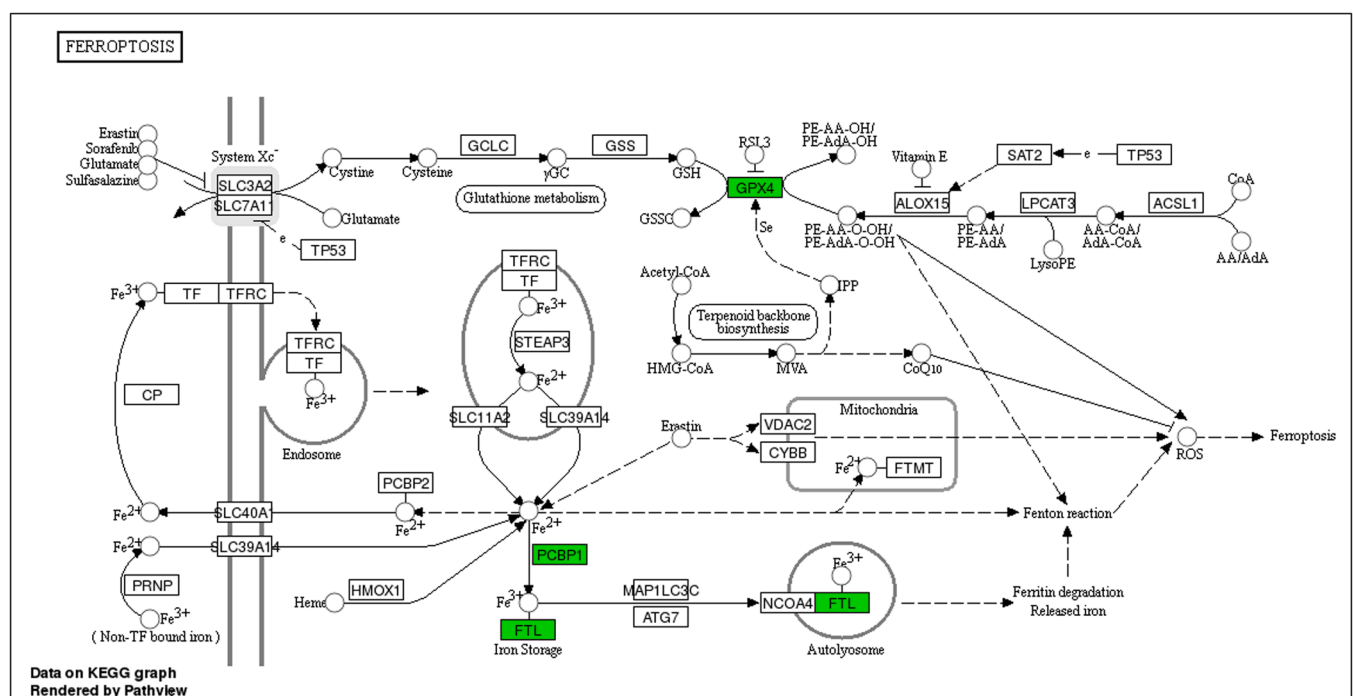 FERROPTOSIS
Erastin
Sorafenib
Glutamate
Sulfasalazine
System Xc-
SLC3A2
SLC7A11
e
TP53
Cystine
Glutamate
Cysteine
GCLC
γGC
Glutathione metabolism
GSS
GSH
GSSG
RSL3
GPX4
Se
PE-AA-OH/
PE-AdA-OH
PE-AA-O-OH/
PE-AdA-O-OH
Vitamin E
ALOX15
SAT2
e
TP53
PE-AA/
PE-AdA
LPCAT3
LysoPE
AA-CoA/
AdA-CoA
ACSL1
CoA
AA/AdA
Fe3+
TF
TFRC
TFRC
TF
Fe3+
Endosome
CP
TFRC
TF
Fe3+
STEAP3
Fe2+
SLC11A2
SLC39A14
Acetyl-CoA
Terpenoid backbone
biosynthesis
IPP
HMG-CoA
MVA
CoQ10
Erastin
VDAC2
CYBB
Mitochondria
Fe2+
FTMT
ROS
Ferroptosis
Fe2+
SLC40A1
PCBP2
Fe2+
Fe2+
Fenton reaction
Fe2+
SLC39A14
PRNP
Fe3+
( Non-TF bound iron )
Heme
HMOX1
PCBP1
Fe3+
FTL
Iron Storage
MAP1LC3C
ATG7
Fe3+
NCOA4
FTL
Autolyosome
Ferritin degradation
Released iron
Data on KEGG graph
Rendered by Pathview